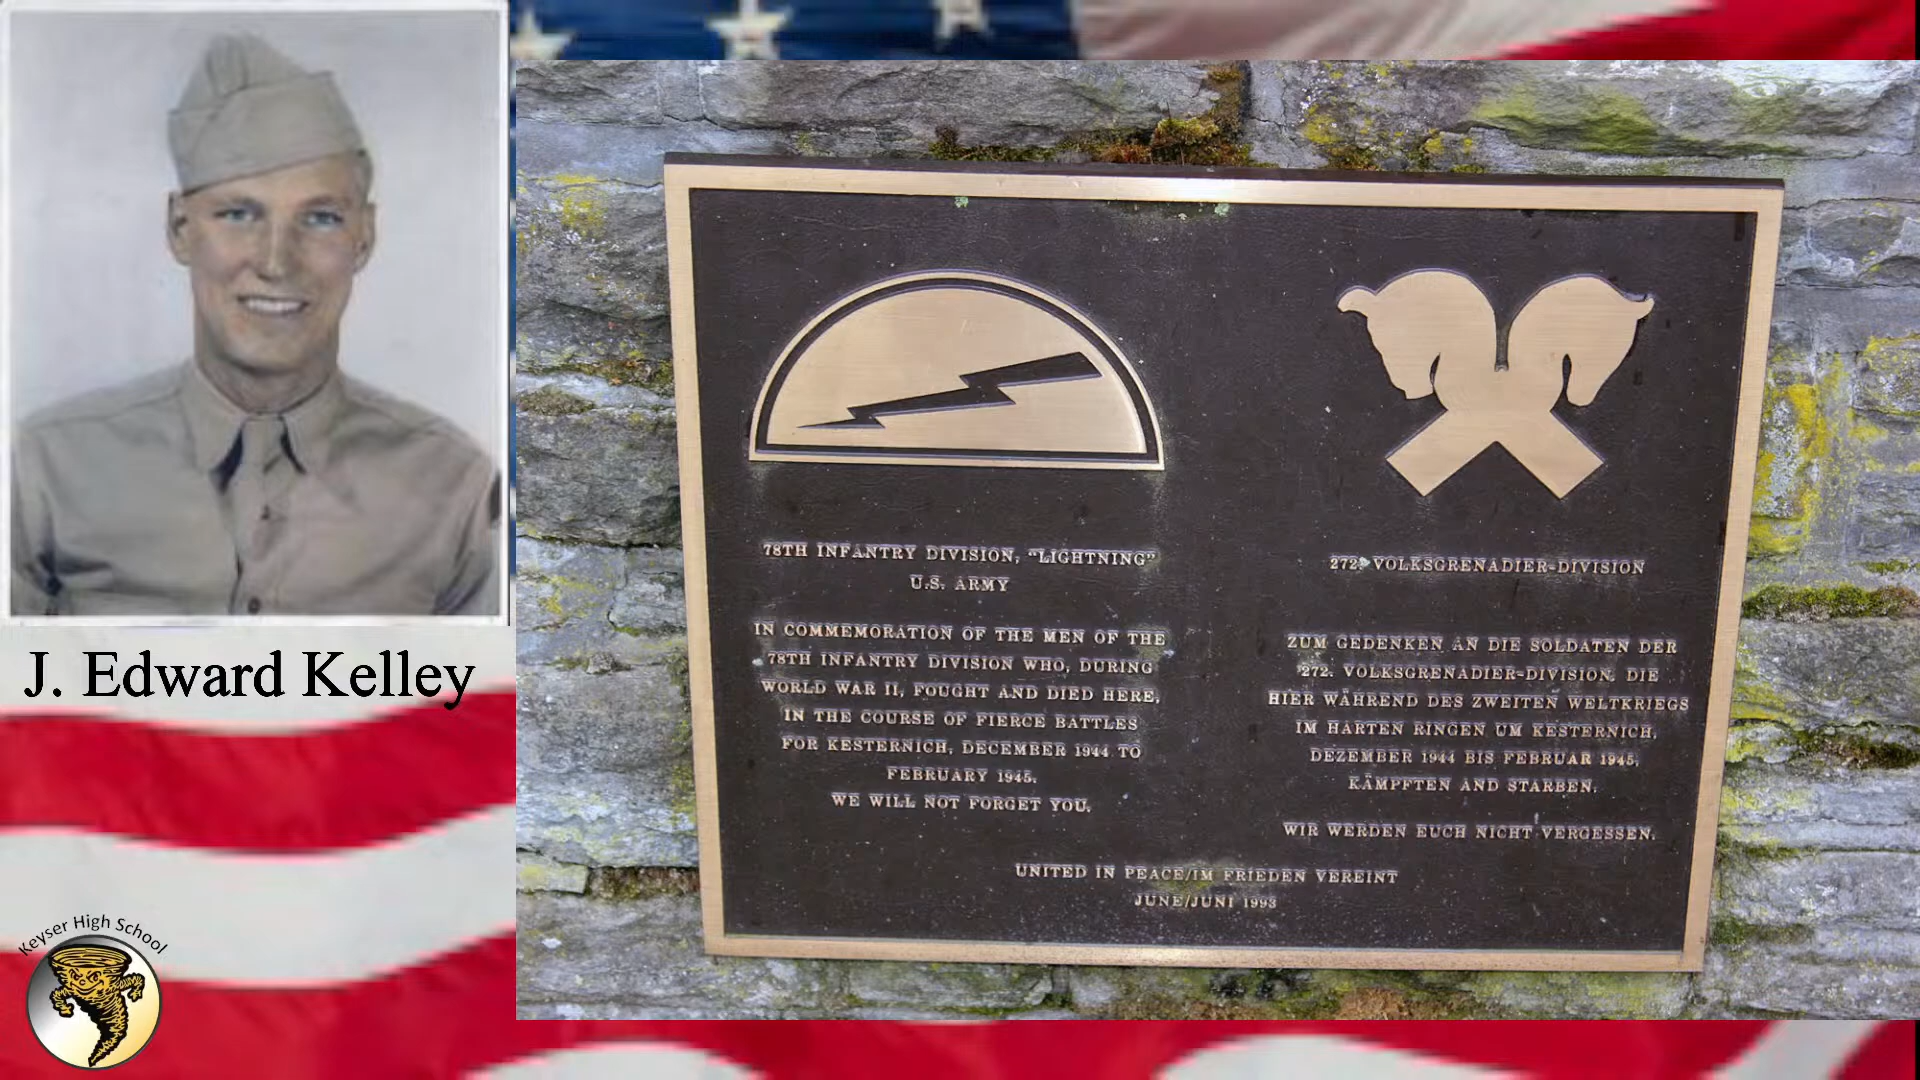 J. Edward Kelley
Keyser High School
78TH INFANTRY DIVISION, "LIGHTNING"
U.S. ARMY
IN COMMEMORATION OF THE MEN OF THE
78TH INFANTRY DIVISION WHO, DURING
WORLD WAR II, FOUGHT AND DIED HERE,
IN THE COURSE OF FIERCE BATTLES
FOR KESTERNICH, DECEMBER 1944 TO
FEBRUARY 1945.
WE WILL NOT FORGET YOU.
272. VOLKSGRENADIER-DIVISION
ZUM GEDENKEN AN DIE SOLDATEN DER
272. VOLKSGRENADIER-DIVISION, DIE
HIER WÄHREND DES ZWEITEN WELTKRIEGS
IM HARTEN RINGEN UM KESTERNICH,
DEZEMBER 1944 BIS FEBRUAR 1945,
KÄMPFTEN AND STARBEN.
WIR WERDEN EUCH NICHT VERGESSEN.
UNITED IN PEACE/IM FRIEDEN VEREINT
JUNE/JUNI 1993